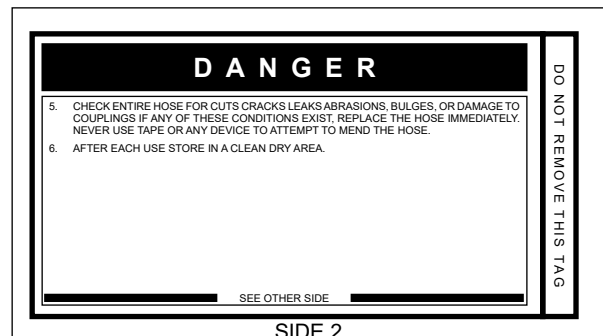 DANGER
5. CHECK ENTIRE HOSE FOR CUTS CRACKS LEAKS ABRASIONS, BULGES, OR DAMAGE TO
COUPLINGS IF ANY OF THESE CONDITIONS EXIST, REPLACE THE HOSE IMMEDIATELY.
NEVER USE TAPE OR ANY DEVICE TO ATTEMPT TO MEND THE HOSE.
6. AFTER EACH USE STORE IN A CLEAN DRY AREA.
SEE OTHER SIDE
DO NOT REMOVE THIS TAG
SIDE 2